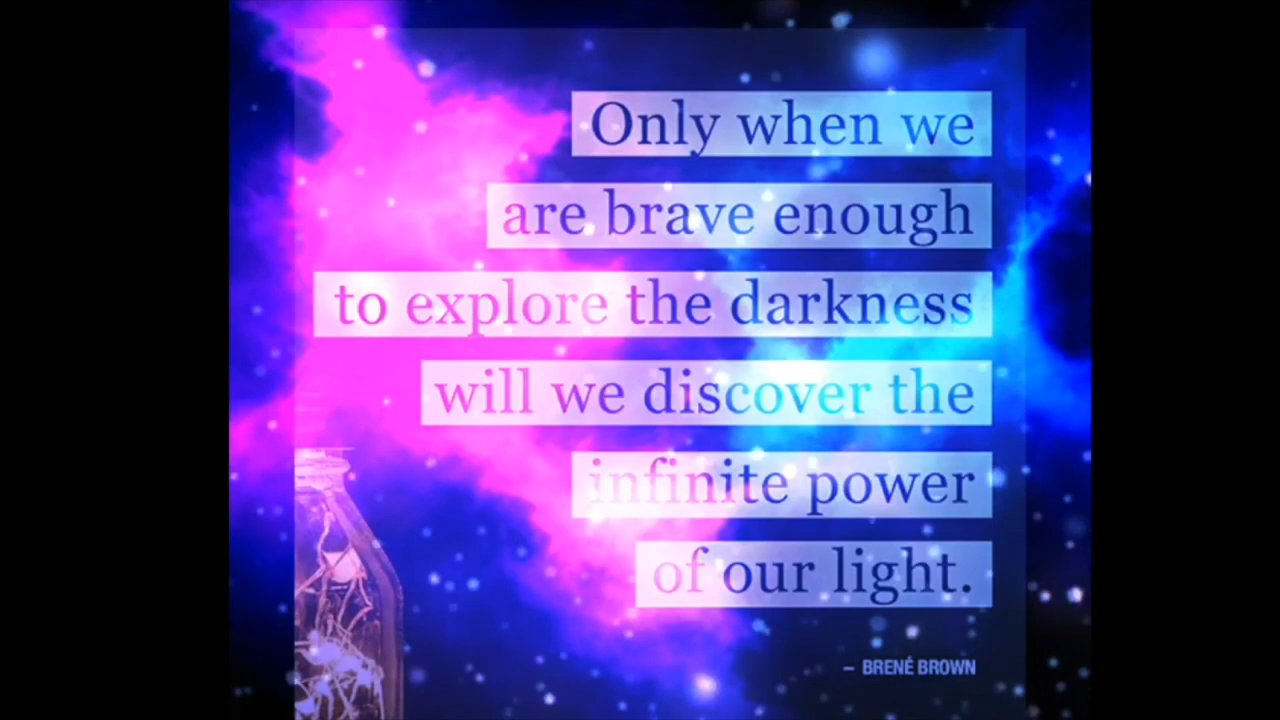 Only when we
are brave enough
to explore the darkness
will we discover the
infinite power
of our light.
– BRENÉ BROWN